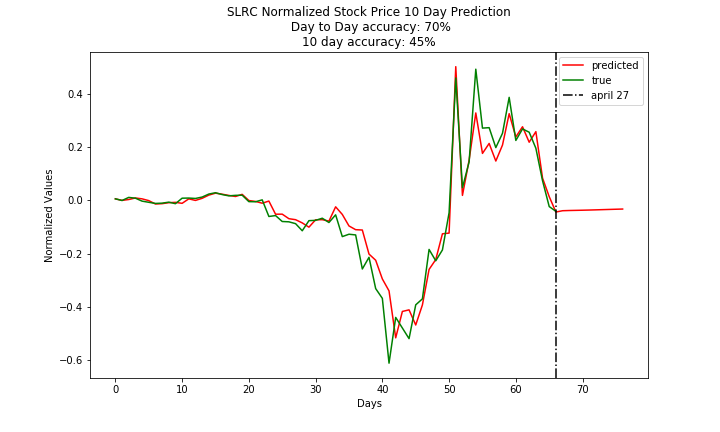 SLRC Normalized Stock Price 10 Day Prediction
Day to Day accuracy: 70%
10 day accuracy: 45%
predicted
true
april 27
Normalized Values
0.4
0.2
0.0
−0.2
−0.4
−0.6
0 10 20 30 40 50 60 70
Days